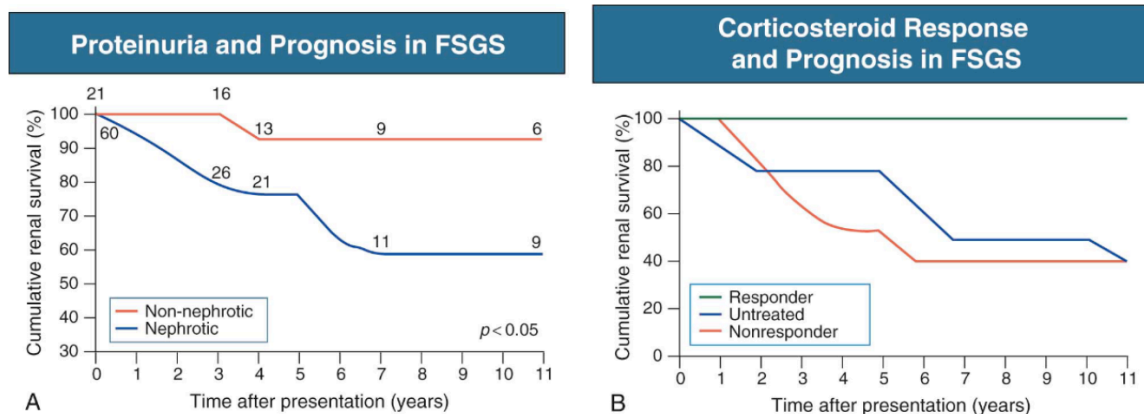 Proteinuria and Prognosis in FSGS
21
16
100
60
13
9
6
90
80
26
21
70
60
11
9
50
40
30
Cumulative renal survival (%)
Non-nephrotic
Nephrotic
p < 0.05
0 1 2 3 4 5 6 7 8 9 10 11
A
Time after presentation (years)
Corticosteroid Response
and Prognosis in FSGS
100
80
60
40
20
0
Cumulative renal survival (%)
Responder
Untreated
Nonresponder
0 1 2 3 4 5 6 7 8 9 10 11
B
Time after presentation (years)